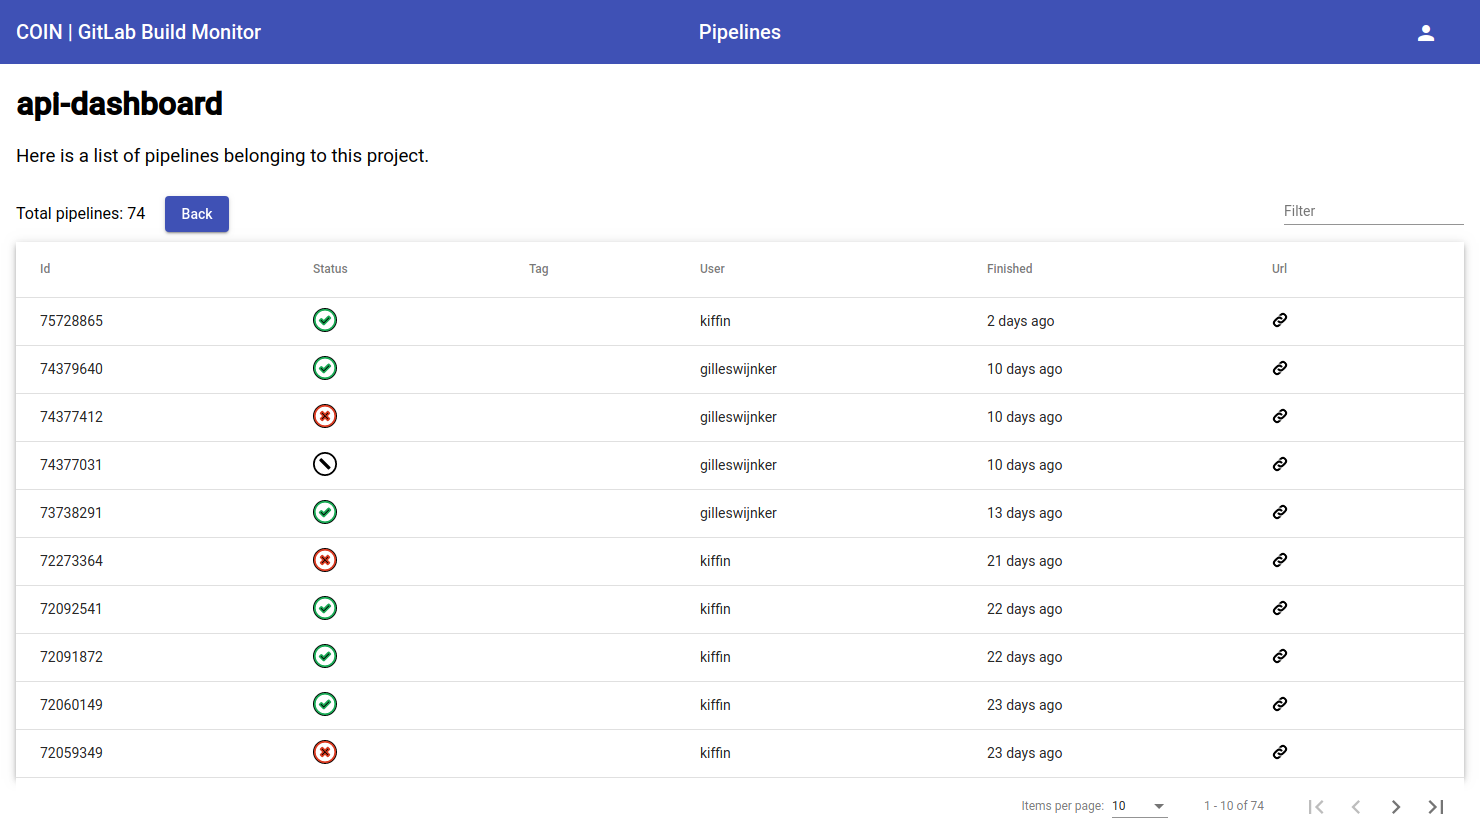 COIN | GitLab Build Monitor Pipelines
api-dashboard
Here is a list of pipelines belonging to this project.
Total pipelines: 74 Back Filter
Id Status Tag User Finished Url
75728865 kiffin 2 days ago
74379640 gilleswijnker 10 days ago
74377412 gilleswijnker 10 days ago
74377031 gilleswijnker 10 days ago
73738291 gilleswijnker 13 days ago
72273364 kiffin 21 days ago
72092541 kiffin 22 days ago
72091872 kiffin 22 days ago
72060149 kiffin 23 days ago
72059349 kiffin 23 days ago
Items per page: 10 1 - 10 of 74